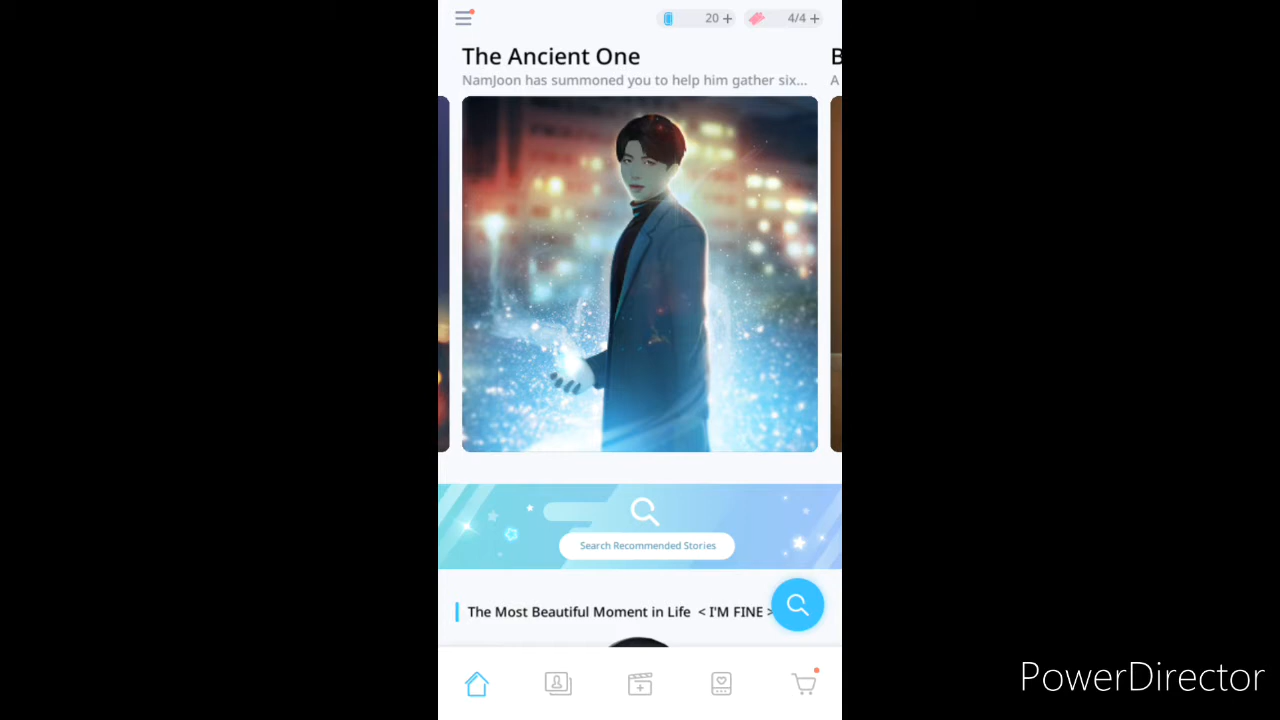 20 +
4/4 +
The Ancient One
NamJoon has summoned you to help him gather six...
B
A
Search Recommended Stories
The Most Beautiful Moment in Life < I'M FINE >
PowerDirector